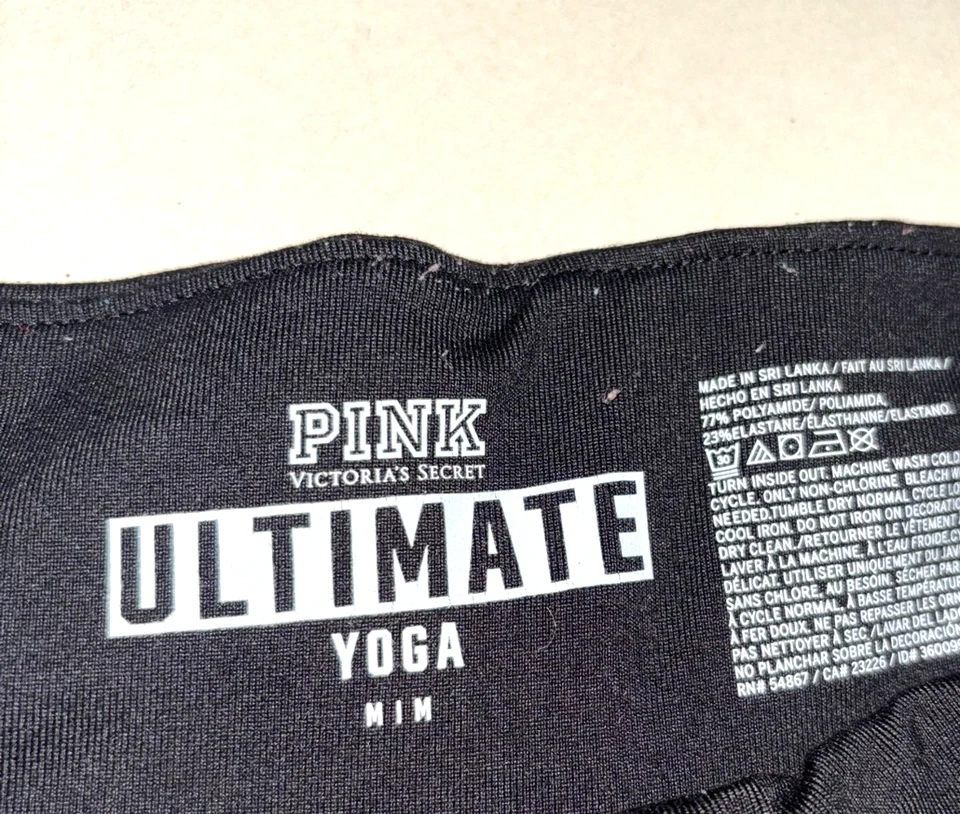 PINK
VICTORIA'S SECRET
ULTIMATE
YOGA
M I M
MADE IN SRI LANKA / FAIT AU SRI LANKA /
HECHO EN SRI LANKA
77% POLYAMIDE/ POLIAMIDA,
23%ELASTANE/ÉLASTHANNE/ELASTANO.
30
TURN INSIDE OUT. MACHINE WASH COLD
CYCLE. ONLY NON-CHLORINE BLEACH
NEEDED.TUMBLE DRY NORMAL CYCLE
COOL IRON. DO NOT IRON ON
DRY CLEAN./RETOURNER LE VÊTEMENT
LAVER À LA MACHINE, À L'EAU FROIDE,
DÉLICAT. UTILISER UNIQUEMENT DU
SANS CHLORE, AU BESOIN. SÉCHER PAR
À CYCLE NORMAL, À BASSE
À FER DOUX. NE PAS REPASSER LES
PAS NETTOYER À SEC /LAVAR DEL
NO PLANCHAR SOBRE LA DECORACIÓN
RN# 54867 / CA# 23226 / ID#